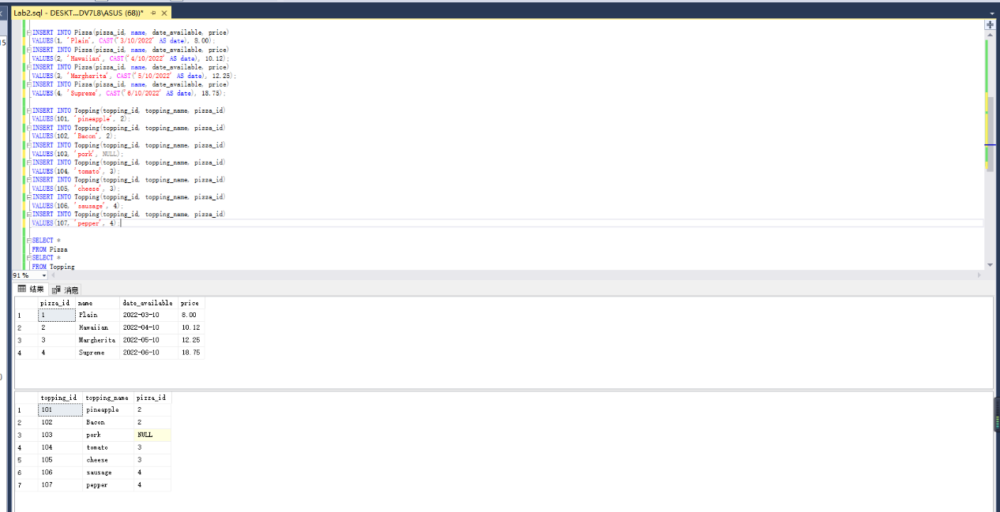 Lab2.sql - DESKT...DV7L8\ASUS (68))*
INSERT INTO Pizza(pizza_id, name, date_available, price)
VALUES(1, 'Plain', CAST('3/10/2022' AS date), 8.00);
INSERT INTO Pizza(pizza_id, name, date_available, price)
VALUES(2, 'Hawaiian', CAST('4/10/2022' AS date), 10.12);
INSERT INTO Pizza(pizza_id, name, date_available, price)
VALUES(3, 'Margherita', CAST('5/10/2022' AS date), 12.25);
INSERT INTO Pizza(pizza_id, name, date_available, price)
VALUES(4, 'Supreme', CAST('6/10/2022' AS date), 18.75);
INSERT INTO Topping(topping_id, topping_name, pizza_id)
VALUES(101, 'pineapple', 2);
INSERT INTO Topping(topping_id, topping_name, pizza_id)
VALUES(102, 'Bacon', 2);
INSERT INTO Topping(topping_id, topping_name, pizza_id)
VALUES(103, 'pork', NULL);
INSERT INTO Topping(topping_id, topping_name, pizza_id)
VALUES(104, 'tomato', 3);
INSERT INTO Topping(topping_id, topping_name, pizza_id)
VALUES(105, 'cheese', 3);
INSERT INTO Topping(topping_id, topping_name, pizza_id)
VALUES(106, 'sausage', 4);
INSERT INTO Topping(topping_id, topping_name, pizza_id)
VALUES(107, 'pepper', 4);
SELECT *
FROM Pizza
SELECT *
FROM Topping
91 %
结果 消息
pizza_id name date_available price
1 1 Plain 2022-03-10 8.00
2 2 Hawaiian 2022-04-10 10.12
3 3 Margherita 2022-05-10 12.25
4 4 Supreme 2022-06-10 18.75
topping_id topping_name pizza_id
1 101 pineapple 2
2 102 Bacon 2
3 103 pork NULL
4 104 tomato 3
5 105 cheese 3
6 106 sausage 4
7 107 pepper 4